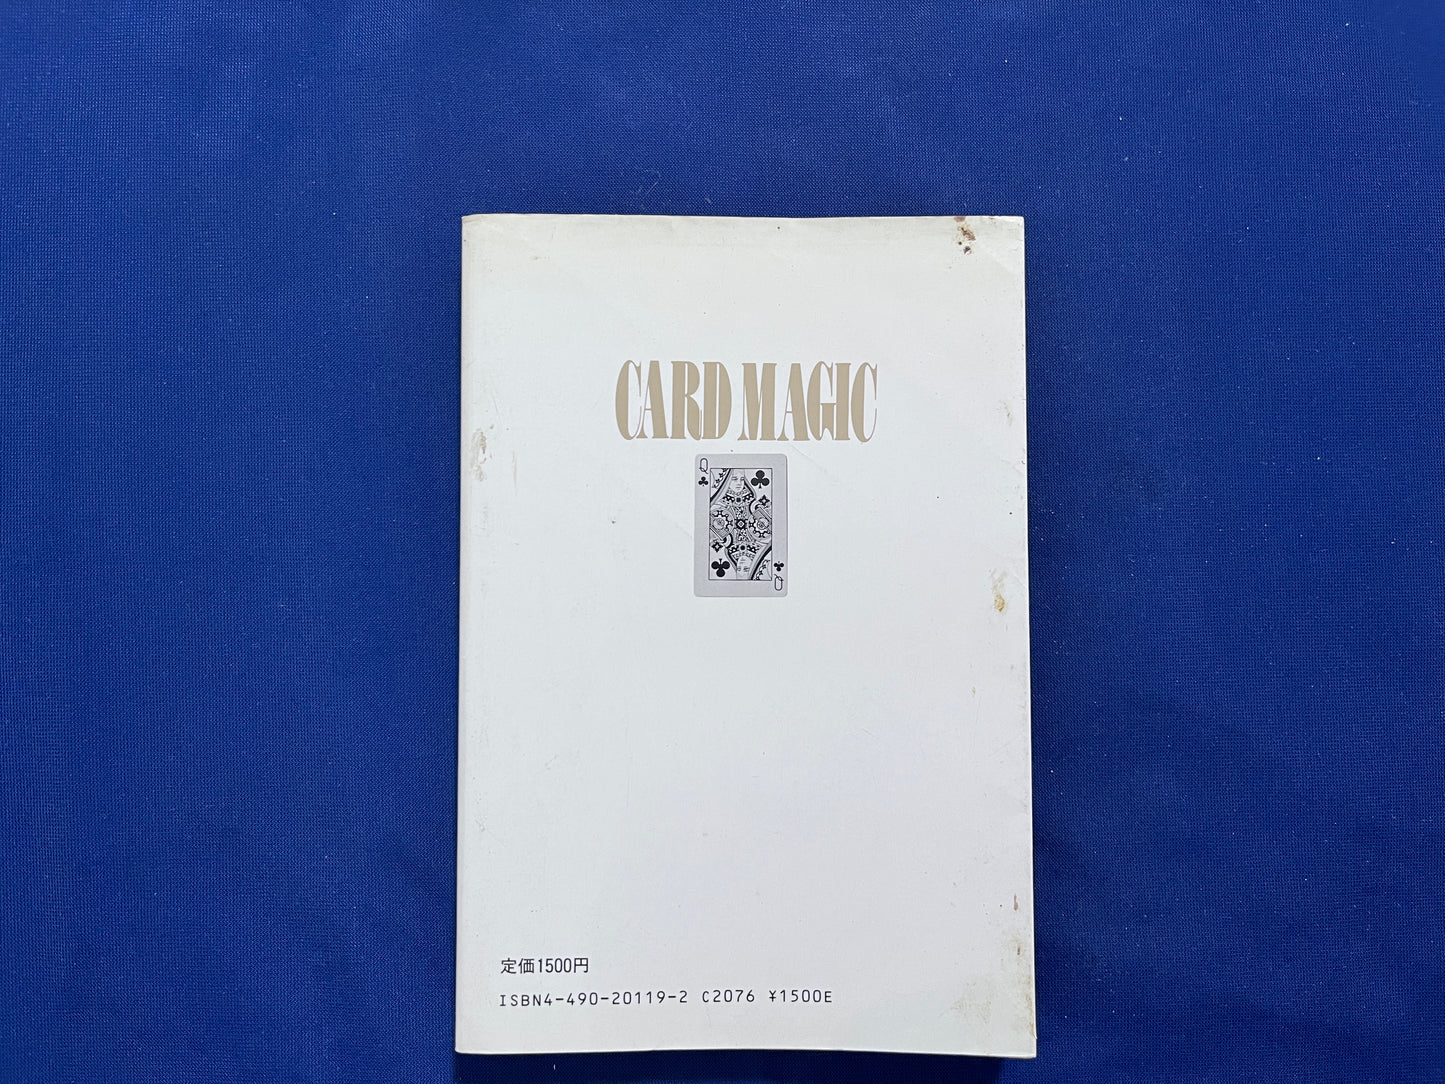 CARD MAGIC
Q
Q
定価1500円
ISBN4-490-20119-2 C2076 ¥1500E